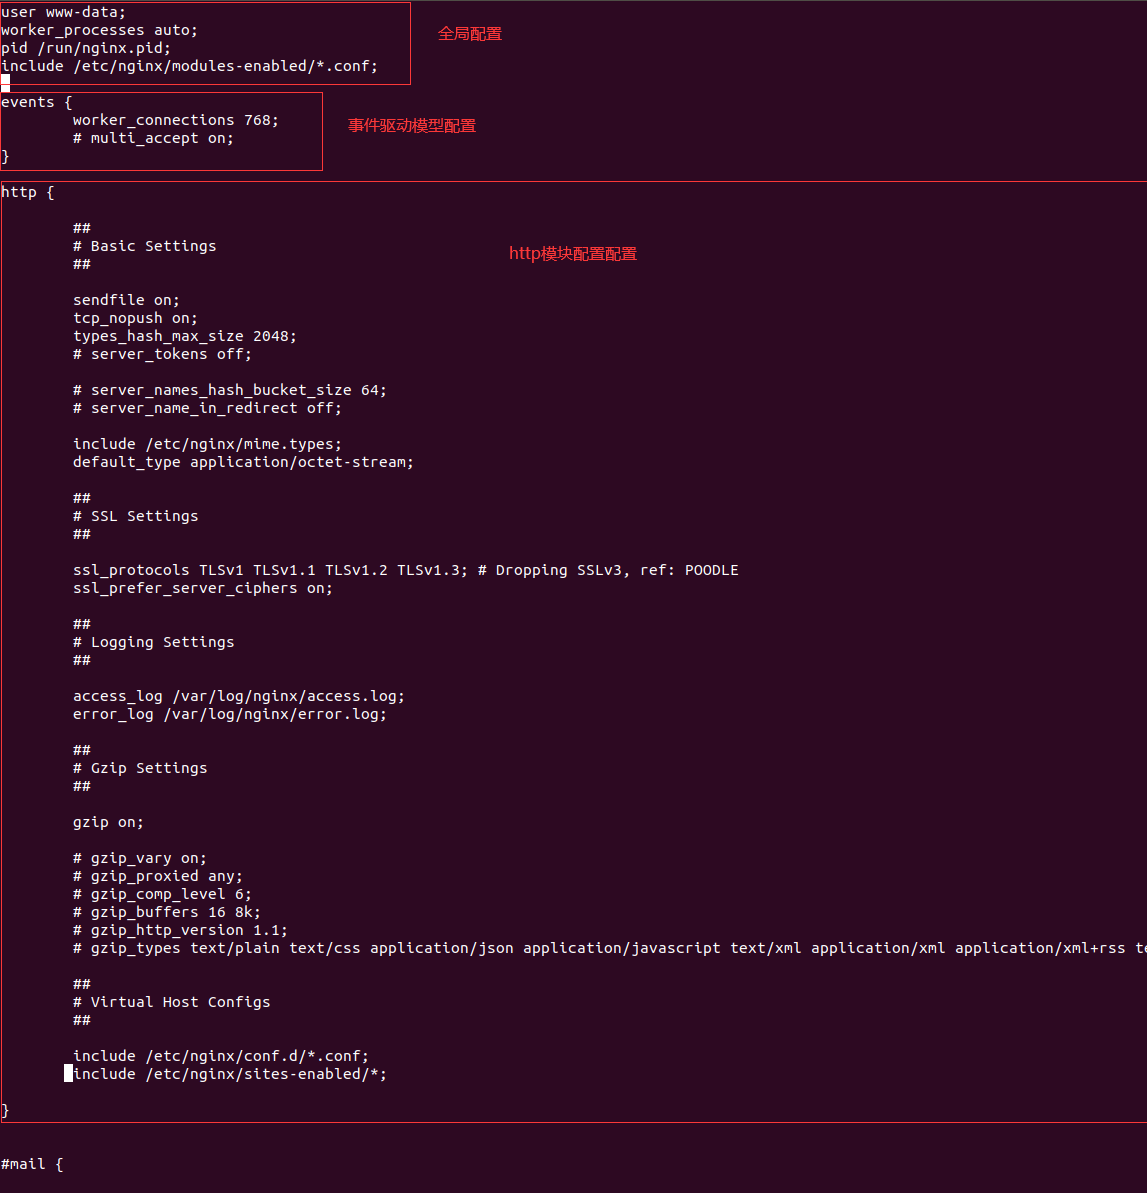 user www-data;
worker_processes auto;
pid /run/nginx.pid;
include /etc/nginx/modules-enabled/*.conf;
全局配置
events {
worker_connections 768;
# multi_accept on;
}
事件驱动模型配置
http {
##
# Basic Settings
##
http模块配置配置
sendfile on;
tcp_nopush on;
types_hash_max_size 2048;
# server_tokens off;
# server_names_hash_bucket_size 64;
# server_name_in_redirect off;
include /etc/nginx/mime.types;
default_type application/octet-stream;
##
# SSL Settings
##
ssl_protocols TLSv1 TLSv1.1 TLSv1.2 TLSv1.3; # Dropping SSLv3, ref: POODLE
ssl_prefer_server_ciphers on;
##
# Logging Settings
##
access_log /var/log/nginx/access.log;
error_log /var/log/nginx/error.log;
##
# Gzip Settings
##
gzip on;
# gzip_vary on;
# gzip_proxied any;
# gzip_comp_level 6;
# gzip_buffers 16 8k;
# gzip_http_version 1.1;
# gzip_types text/plain text/css application/json application/javascript text/xml application/xml application/xml+rss te
##
# Virtual Host Configs
##
include /etc/nginx/conf.d/*.conf;
include /etc/nginx/sites-enabled/*;
}
#mail {